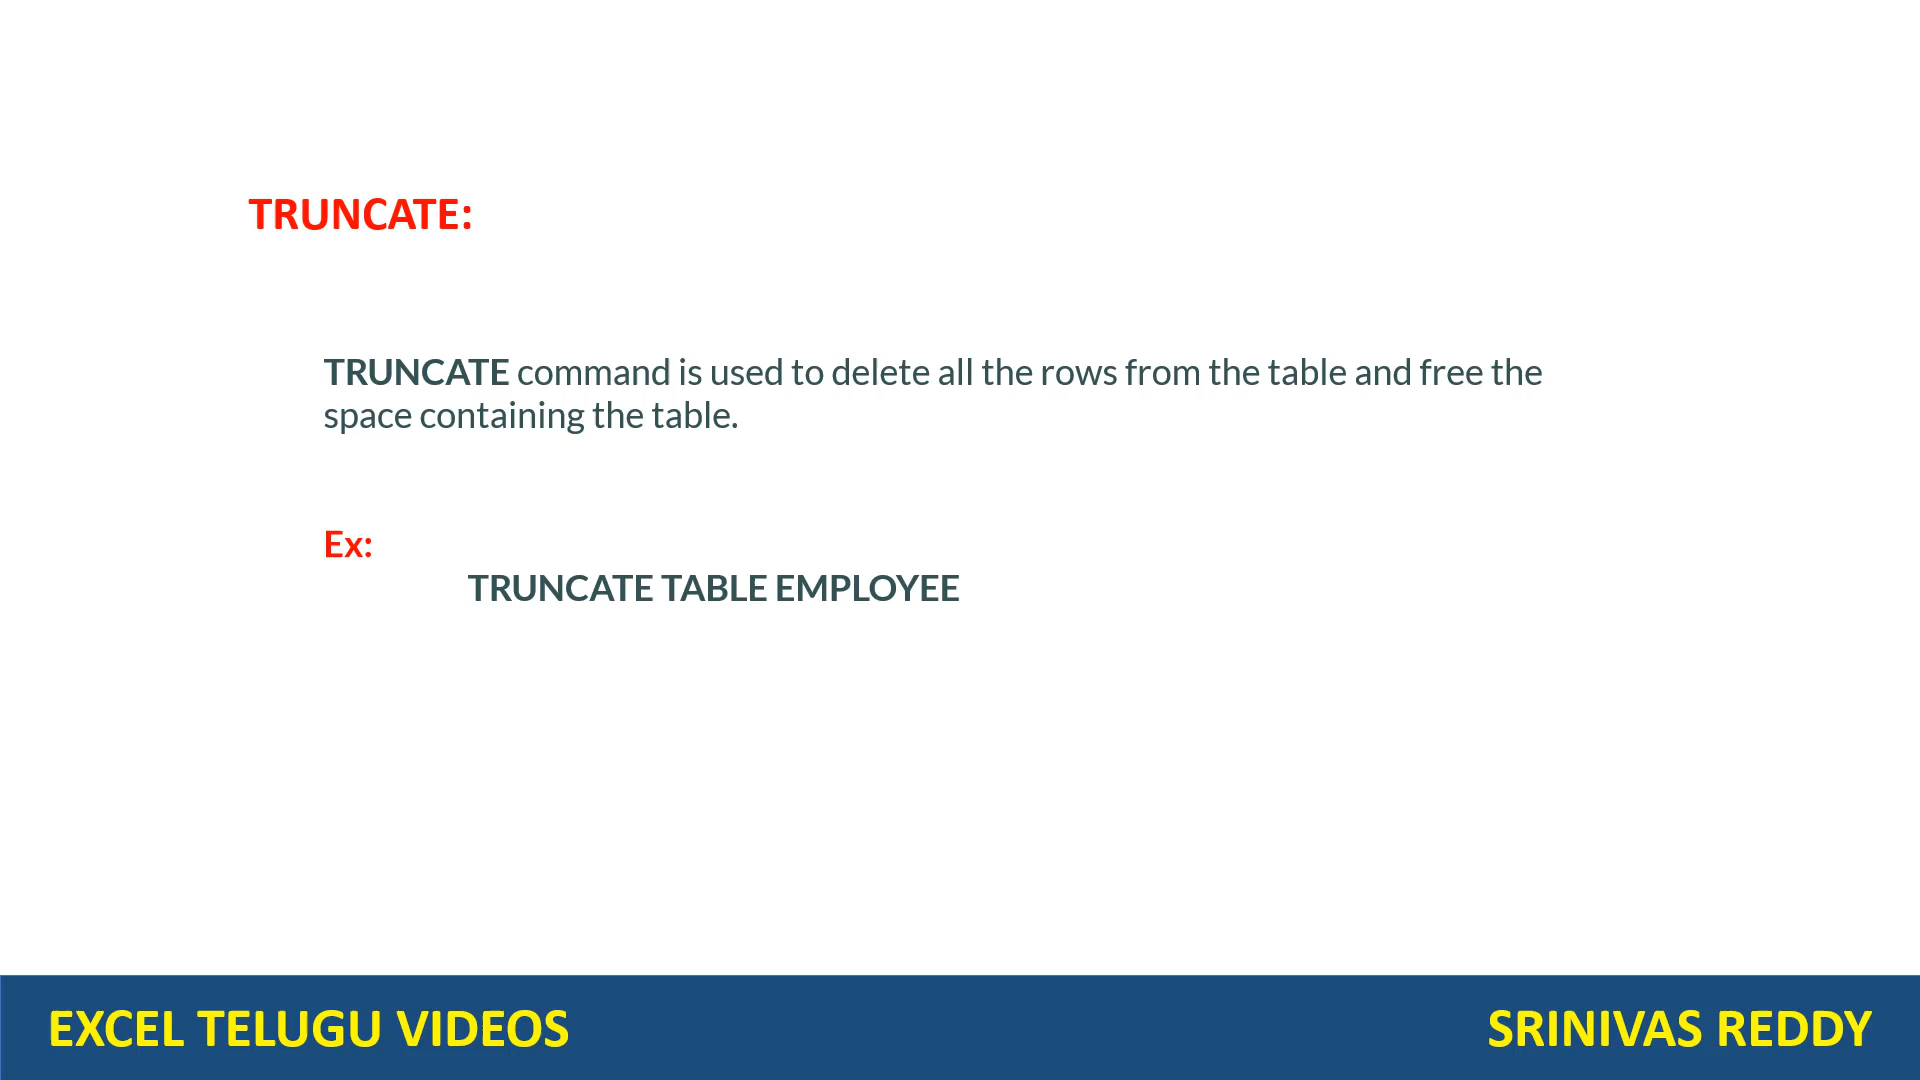 TRUNCATE:
TRUNCATE command is used to delete all the rows from the table and free the
space containing the table.
Ex:
TRUNCATE TABLE EMPLOYEE
EXCEL TELUGU VIDEOS
SRINIVAS REDDY